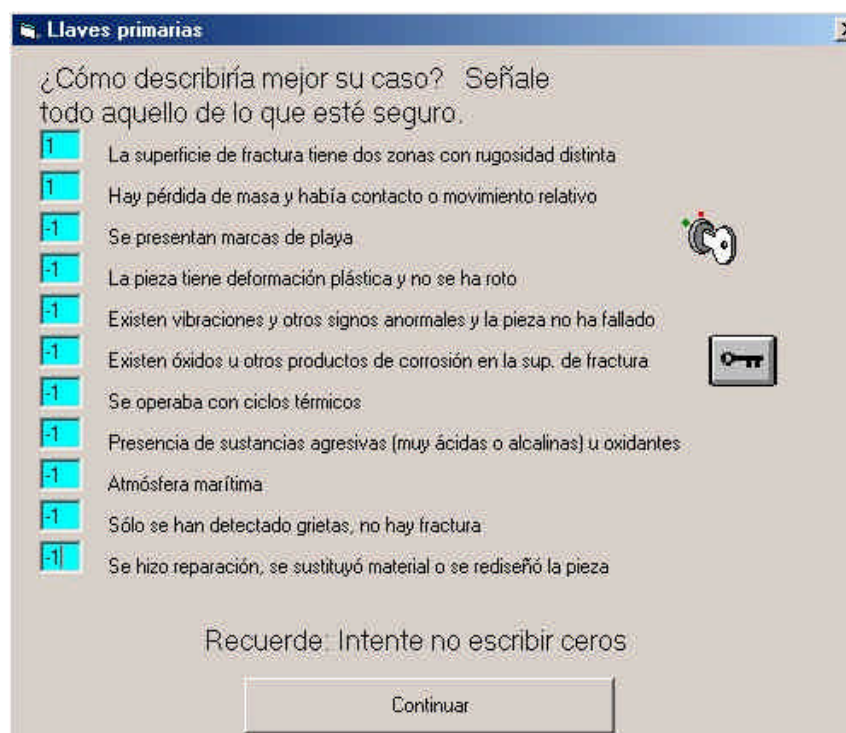 Llaves primarias
¿Cómo describiría mejor su caso? Señale
todo aquello de lo que esté seguro.
1 La superficie de fractura tiene dos zonas con rugosidad distinta
1 Hay pérdida de masa y había contacto o movimiento relativo
-1 Se presentan marcas de playa
-1 La pieza tiene deformación plástica y no se ha roto
-1 Existen vibraciones y otros signos anormales y la pieza no ha fallado
-1 Existen óxidos u otros productos de corrosión en la sup. de fractura
-1 Se operaba con ciclos térmicos
-1 Presencia de sustancias agresivas (muy ácidas o alcalinas) u oxidantes
-1 Atmósfera marítima
-1 Sólo se han detectado grietas, no hay fractura
-1 Se hizo reparación, se sustituyó material o se rediseñó la pieza
Recuerde: Intente no escribir ceros
Continuar